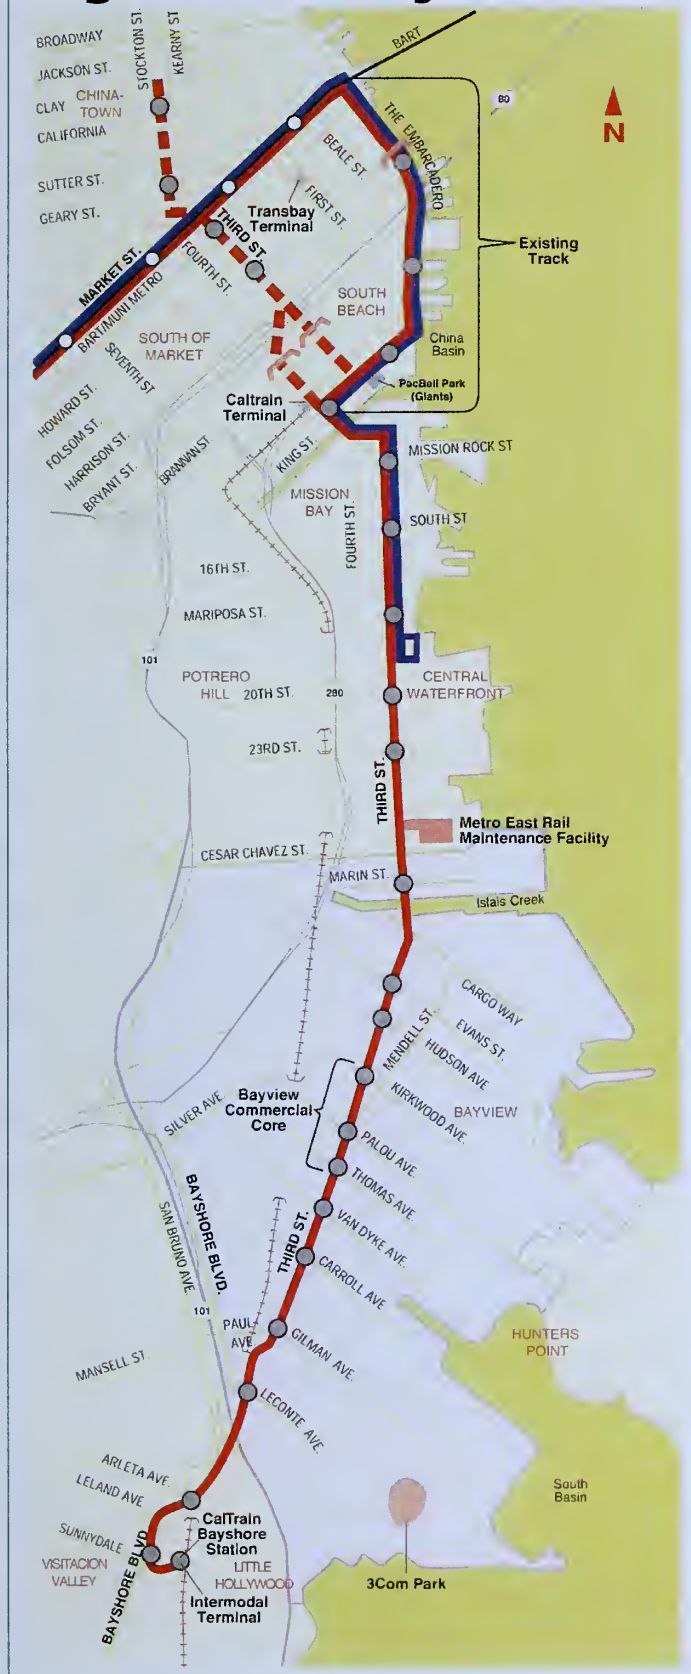 BROADWAY
STOCKTON ST.
KEARNY ST
BART
JACKSON ST.
CLAY
CHINA-
TOWN
CALIFORNIA
80
N
THE EMBARCADERO
BEALE ST.
SUTTER ST.
GEARY ST.
FIRST ST.
Transbay
Terminal
THIRD ST.
FOURTH ST.
Existing
Track
MARKET ST.
BART/MUNI METRO
SOUTH
BEACH
SOUTH OF
MARKET
China
Basin
SEVENTH ST
PacBell Park
(Giants)
HOWARD ST.
FOLSOM ST.
HARRISON ST.
BRYANT ST.
BRANNAN ST.
Caltrain
Terminal
KING ST.
MISSION ROCK ST
MISSION
BAY
FOURTH ST.
SOUTH ST
16TH ST.
MARIPOSA ST.
101
POTRERO
HILL
20TH ST.
280
CENTRAL
WATERFRONT
23RD ST.
THIRD ST.
Metro East Rail
Maintenance Facility
CESAR CHAVEZ ST.
MARIN ST.
Islais Creek
CARGO WAY
MENDELL ST.
EVANS ST.
HUDSON AVE
Bayview
Commercial
Core
KIRKWOOD AVE.
BAYVIEW
SILVER AVE.
PALOU AVE.
THOMAS AVE.
BAYSHORE BLVD.
SAN BRUNO AVE.
THIRD ST.
VAN DYKE AVE.
CARROLL AVE
101
PAUL
AVE
GILMAN AVE.
HUNTERS
POINT
MANSELL ST.
LECONTE AVE.
ARLETA AVE.
LELAND AVE
South
Basin
SUNNYDALE
CalTrain
Bayshore
Station
VISITACION
VALLEY
BAYSHORE BLVD
LITTLE
HOLLYWOOD
3Com Park
Intermodal
Terminal